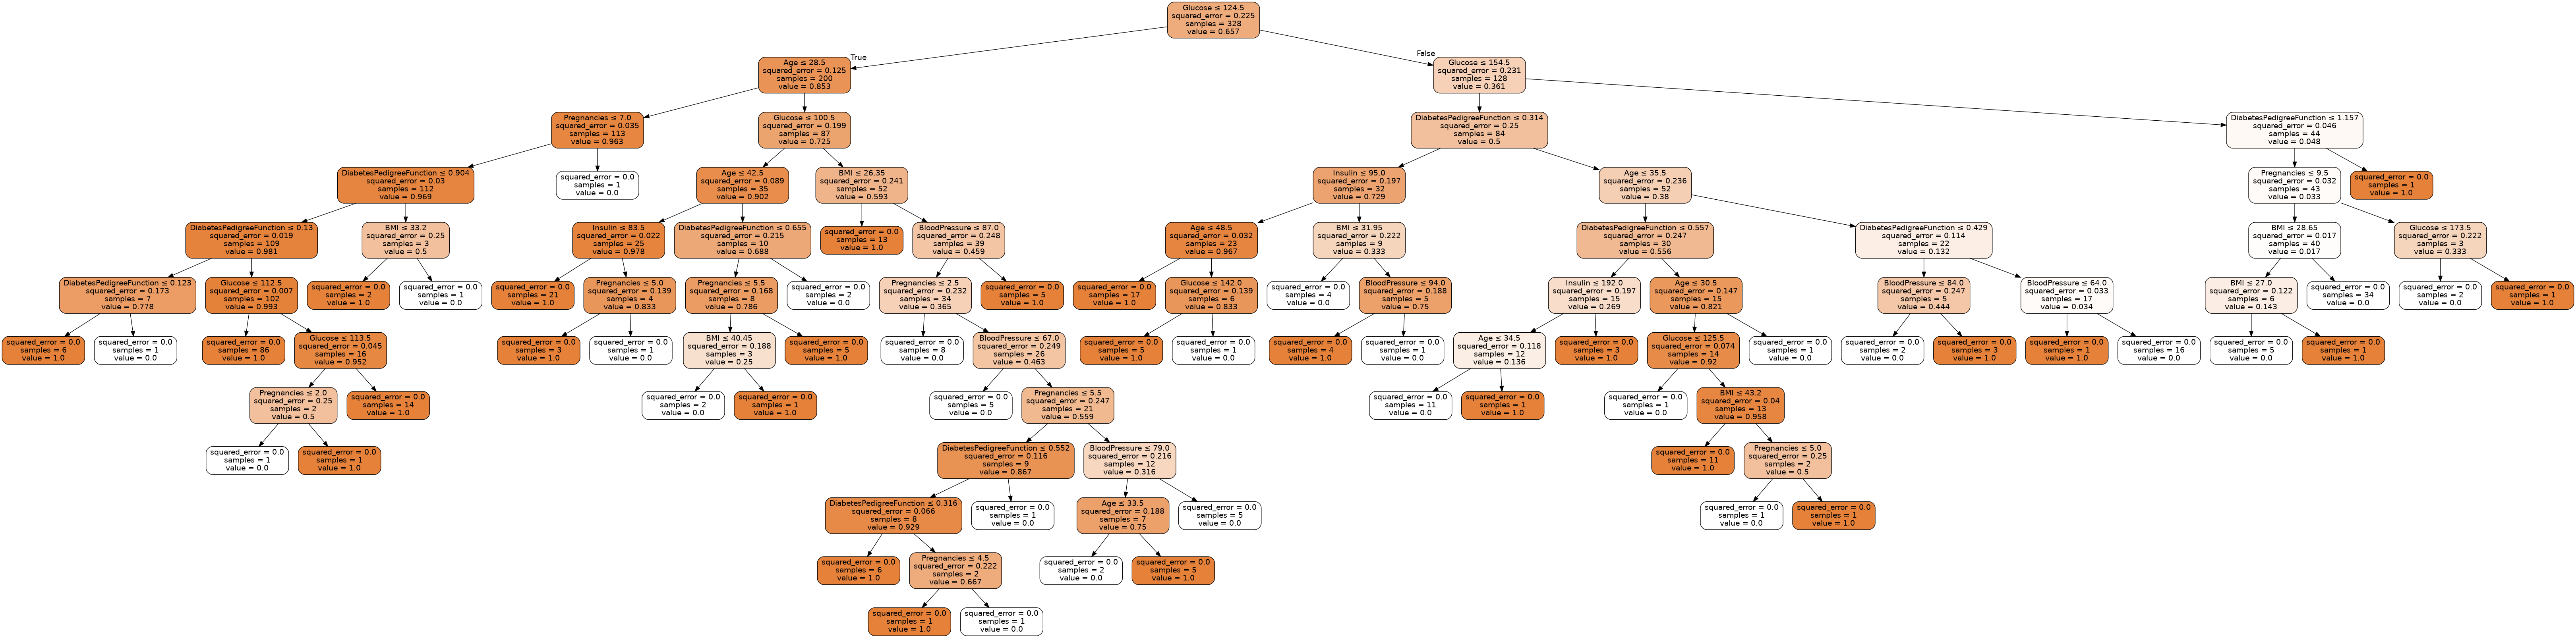 Glucose ≤ 124.5
squared_error = 0.225
samples = 328
value = 0.657
True
False
Age ≤ 28.5
squared_error = 0.125
samples = 200
value = 0.853
Glucose ≤ 154.5
squared_error = 0.231
samples = 128
value = 0.361
Pregnancies ≤ 7.0
squared_error = 0.035
samples = 113
value = 0.963
Glucose ≤ 100.5
squared_error = 0.199
samples = 87
value = 0.725
DiabetesPedigreeFunction ≤ 0.314
squared_error = 0.25
samples = 84
value = 0.5
DiabetesPedigreeFunction ≤ 1.157
squared_error = 0.046
samples = 44
value = 0.048
DiabetesPedigreeFunction ≤ 0.904
squared_error = 0.03
samples = 112
value = 0.969
squared_error = 0.0
samples = 1
value = 0.0
Age ≤ 42.5
squared_error = 0.089
samples = 35
value = 0.902
BMI ≤ 26.35
squared_error = 0.241
samples = 52
value = 0.593
Insulin ≤ 95.0
squared_error = 0.197
samples = 32
value = 0.729
Age ≤ 35.5
squared_error = 0.236
samples = 52
value = 0.38
Pregnancies ≤ 9.5
squared_error = 0.032
samples = 43
value = 0.033
squared_error = 0.0
samples = 1
value = 1.0
DiabetesPedigreeFunction ≤ 0.13
squared_error = 0.019
samples = 109
value = 0.981
BMI ≤ 33.2
squared_error = 0.25
samples = 3
value = 0.5
Insulin ≤ 83.5
squared_error = 0.022
samples = 25
value = 0.978
DiabetesPedigreeFunction ≤ 0.655
squared_error = 0.215
samples = 10
value = 0.688
squared_error = 0.0
samples = 13
value = 1.0
BloodPressure ≤ 87.0
squared_error = 0.248
samples = 39
value = 0.459
Age ≤ 48.5
squared_error = 0.032
samples = 23
value = 0.967
BMI ≤ 31.95
squared_error = 0.222
samples = 9
value = 0.333
DiabetesPedigreeFunction ≤ 0.557
squared_error = 0.247
samples = 30
value = 0.556
DiabetesPedigreeFunction ≤ 0.429
squared_error = 0.114
samples = 22
value = 0.132
BMI ≤ 28.65
squared_error = 0.017
samples = 40
value = 0.017
Glucose ≤ 173.5
squared_error = 0.222
samples = 3
value = 0.333
DiabetesPedigreeFunction ≤ 0.123
squared_error = 0.173
samples = 7
value = 0.778
Glucose ≤ 112.5
squared_error = 0.007
samples = 102
value = 0.993
squared_error = 0.0
samples = 2
value = 1.0
squared_error = 0.0
samples = 1
value = 0.0
squared_error = 0.0
samples = 21
value = 1.0
Pregnancies ≤ 5.0
squared_error = 0.139
samples = 4
value = 0.833
Pregnancies ≤ 5.5
squared_error = 0.168
samples = 8
value = 0.786
squared_error = 0.0
samples = 2
value = 0.0
Pregnancies ≤ 2.5
squared_error = 0.232
samples = 34
value = 0.365
squared_error = 0.0
samples = 5
value = 1.0
squared_error = 0.0
samples = 17
value = 1.0
Glucose ≤ 142.0
squared_error = 0.139
samples = 6
value = 0.833
squared_error = 0.0
samples = 4
value = 0.0
BloodPressure ≤ 94.0
squared_error = 0.188
samples = 5
value = 0.75
Insulin ≤ 192.0
squared_error = 0.197
samples = 15
value = 0.269
Age ≤ 30.5
squared_error = 0.147
samples = 15
value = 0.821
BloodPressure ≤ 84.0
squared_error = 0.247
samples = 5
value = 0.444
BloodPressure ≤ 64.0
squared_error = 0.033
samples = 17
value = 0.034
BMI ≤ 27.0
squared_error = 0.122
samples = 6
value = 0.143
squared_error = 0.0
samples = 34
value = 0.0
squared_error = 0.0
samples = 2
value = 0.0
squared_error = 0.0
samples = 1
value = 1.0
squared_error = 0.0
samples = 6
value = 1.0
squared_error = 0.0
samples = 1
value = 0.0
squared_error = 0.0
samples = 86
value = 1.0
Glucose ≤ 113.5
squared_error = 0.045
samples = 16
value = 0.952
squared_error = 0.0
samples = 3
value = 1.0
squared_error = 0.0
samples = 1
value = 0.0
BMI ≤ 40.45
squared_error = 0.188
samples = 3
value = 0.25
squared_error = 0.0
samples = 5
value = 1.0
squared_error = 0.0
samples = 8
value = 0.0
BloodPressure ≤ 67.0
squared_error = 0.249
samples = 26
value = 0.463
squared_error = 0.0
samples = 5
value = 1.0
squared_error = 0.0
samples = 1
value = 0.0
squared_error = 0.0
samples = 4
value = 1.0
squared_error = 0.0
samples = 1
value = 0.0
Age ≤ 34.5
squared_error = 0.118
samples = 12
value = 0.136
squared_error = 0.0
samples = 3
value = 1.0
Glucose ≤ 125.5
squared_error = 0.074
samples = 14
value = 0.92
squared_error = 0.0
samples = 1
value = 0.0
squared_error = 0.0
samples = 2
value = 0.0
squared_error = 0.0
samples = 3
value = 1.0
squared_error = 0.0
samples = 1
value = 1.0
squared_error = 0.0
samples = 16
value = 0.0
squared_error = 0.0
samples = 5
value = 0.0
squared_error = 0.0
samples = 1
value = 1.0
Pregnancies ≤ 2.0
squared_error = 0.25
samples = 2
value = 0.5
squared_error = 0.0
samples = 14
value = 1.0
squared_error = 0.0
samples = 2
value = 0.0
squared_error = 0.0
samples = 1
value = 1.0
squared_error = 0.0
samples = 5
value = 0.0
Pregnancies ≤ 5.5
squared_error = 0.247
samples = 21
value = 0.559
squared_error = 0.0
samples = 11
value = 0.0
squared_error = 0.0
samples = 1
value = 1.0
squared_error = 0.0
samples = 1
value = 0.0
BMI ≤ 43.2
squared_error = 0.04
samples = 13
value = 0.958
squared_error = 0.0
samples = 1
value = 0.0
squared_error = 0.0
samples = 1
value = 1.0
DiabetesPedigreeFunction ≤ 0.552
squared_error = 0.116
samples = 9
value = 0.867
BloodPressure ≤ 79.0
squared_error = 0.216
samples = 12
value = 0.316
squared_error = 0.0
samples = 11
value = 1.0
Pregnancies ≤ 5.0
squared_error = 0.25
samples = 2
value = 0.5
DiabetesPedigreeFunction ≤ 0.316
squared_error = 0.066
samples = 8
value = 0.929
squared_error = 0.0
samples = 1
value = 0.0
Age ≤ 33.5
squared_error = 0.188
samples = 7
value = 0.75
squared_error = 0.0
samples = 5
value = 0.0
squared_error = 0.0
samples = 1
value = 0.0
squared_error = 0.0
samples = 1
value = 1.0
squared_error = 0.0
samples = 6
value = 1.0
Pregnancies ≤ 4.5
squared_error = 0.222
samples = 2
value = 0.667
squared_error = 0.0
samples = 2
value = 0.0
squared_error = 0.0
samples = 5
value = 1.0
squared_error = 0.0
samples = 1
value = 1.0
squared_error = 0.0
samples = 1
value = 0.0